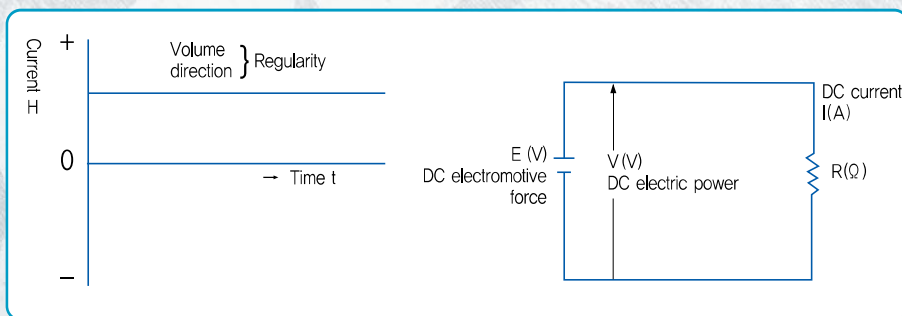 +
Current I
0
−
Volume
direction
} Regularity
→ Time t
E (V)
DC electromotive
force
V (V)
DC electric power
DC current
I(A)
R(Ω)